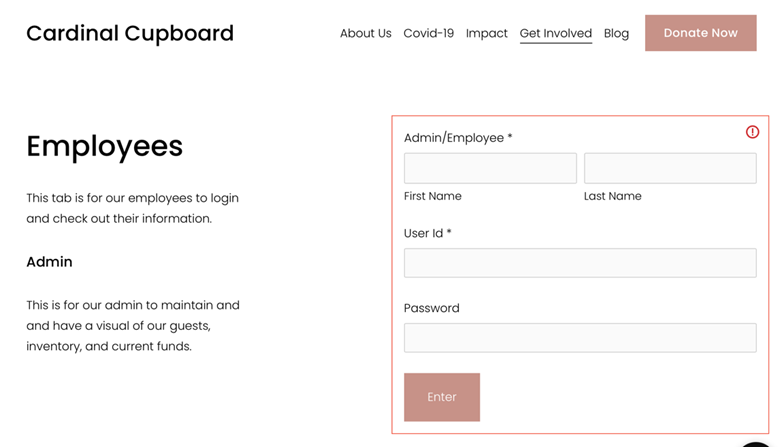 Cardinal Cupboard
About Us Covid-19 Impact Get Involved Blog Donate Now
Employees
This tab is for our employees to login
and check out their information.
Admin
This is for our admin to maintain and
and have a visual of our guests,
inventory, and current funds.
Admin/Employee *
First Name Last Name
User Id *
Password
Enter